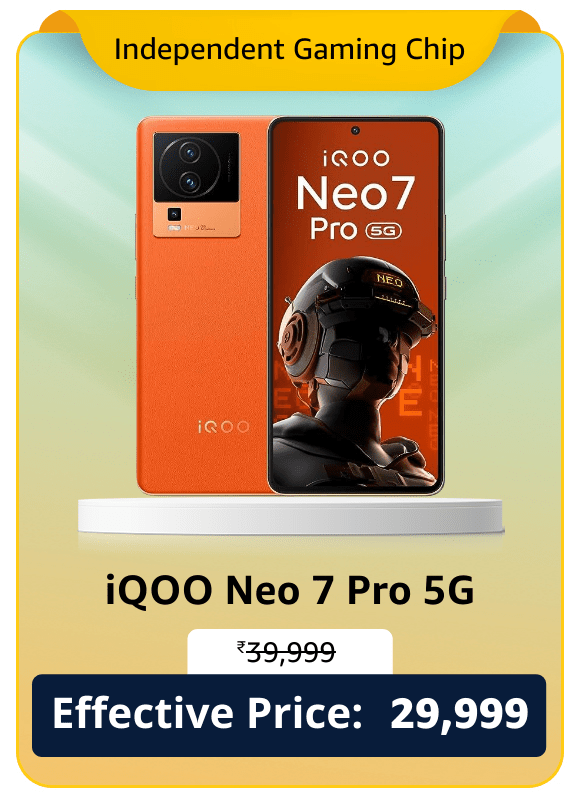 Independent Gaming Chip
iQOO
Neo7
Pro 5G
NEO
iQOO
iQOO Neo 7 Pro 5G
₹39,999
Effective Price: 29,999